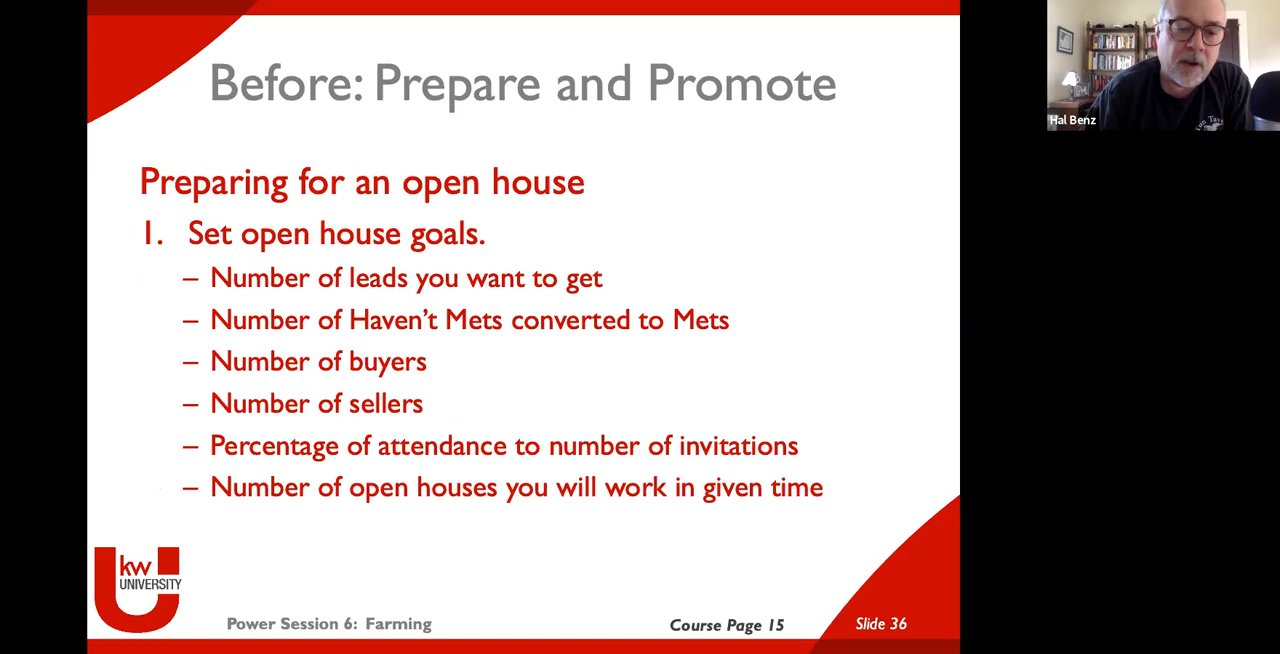 Before: Prepare and Promote
Hal Benz
Preparing for an open house
1. Set open house goals.
– Number of leads you want to get
– Number of Haven’t Mets converted to Mets
– Number of buyers
– Number of sellers
– Percentage of attendance to number of invitations
– Number of open houses you will work in given time
kw
UNIVERSITY
Power Session 6: Farming
Course Page 15
Slide 36